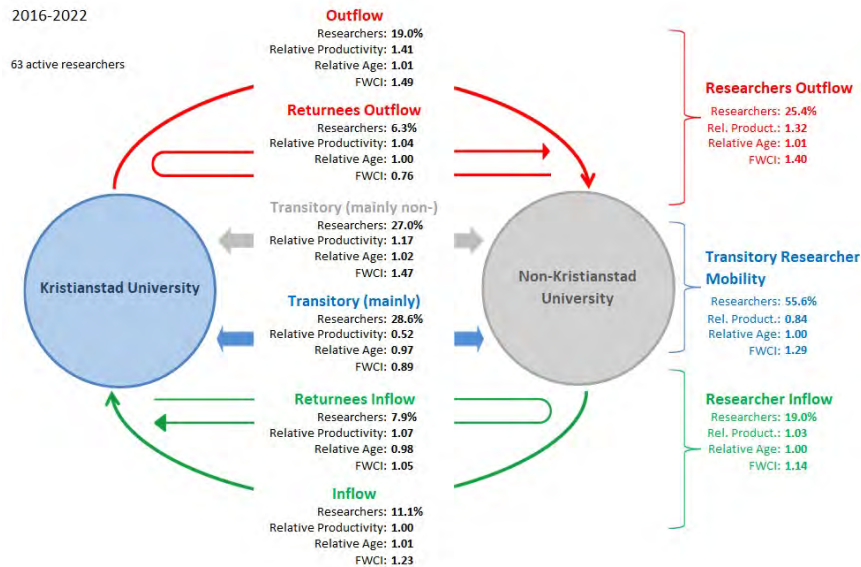 2016-2022
63 active researchers
Outflow
Researchers: 19.0%
Relative Productivity: 1.41
Relative Age: 1.01
FWCI: 1.49
Returnees Outflow
Researchers: 6.3%
Relative Productivity: 1.04
Relative Age: 1.00
FWCI: 0.76
Transitory (mainly non-)
Researchers: 27.0%
Relative Productivity: 1.17
Relative Age: 1.02
FWCI: 1.47
Transitory (mainly)
Researchers: 28.6%
Relative Productivity: 0.52
Relative Age: 0.97
FWCI: 0.89
Returnees Inflow
Researchers: 7.9%
Relative Productivity: 1.07
Relative Age: 0.98
FWCI: 1.05
Inflow
Researchers: 11.1%
Relative Productivity: 1.00
Relative Age: 1.01
FWCI: 1.23
Kristianstad University
Non-Kristianstad
University
Researchers Outflow
Researchers: 25.4%
Rel. Product.: 1.32
Relative Age: 1.01
FWCI: 1.40
Transitory Researcher
Mobility
Researchers: 55.6%
Rel. Product.: 0.84
Relative Age: 1.00
FWCI: 1.29
Researcher Inflow
Researchers: 19.0%
Rel. Product.: 1.03
Relative Age: 1.00
FWCI: 1.14